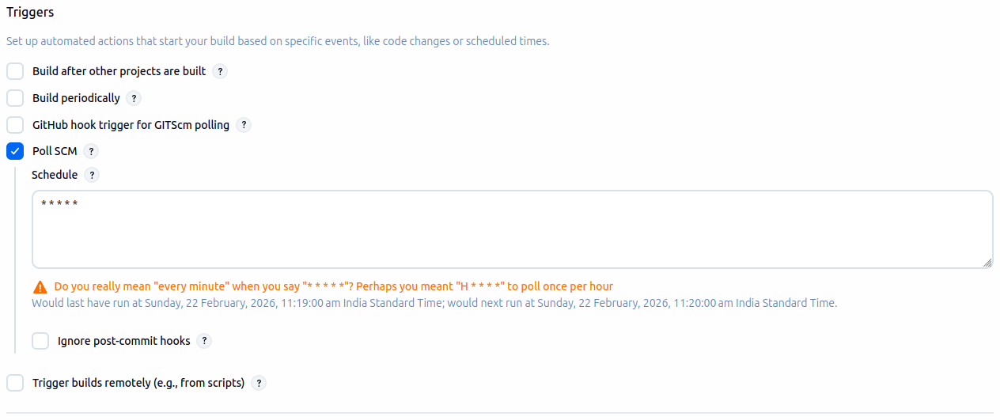 Triggers
Set up automated actions that start your build based on specific events, like code changes or scheduled times.
Build after other projects are built ?
Build periodically ?
GitHub hook trigger for GITScm polling ?
Poll SCM ?
Schedule ?
* * * * *
Do you really mean "every minute" when you say "* * * * *"? Perhaps you meant "H * * * *" to poll once per hour
Would last have run at Sunday, 22 February, 2026, 11:19:00 am India Standard Time; would next run at Sunday, 22 February, 2026, 11:20:00 am India Standard Time.
Ignore post-commit hooks ?
Trigger builds remotely (e.g., from scripts) ?